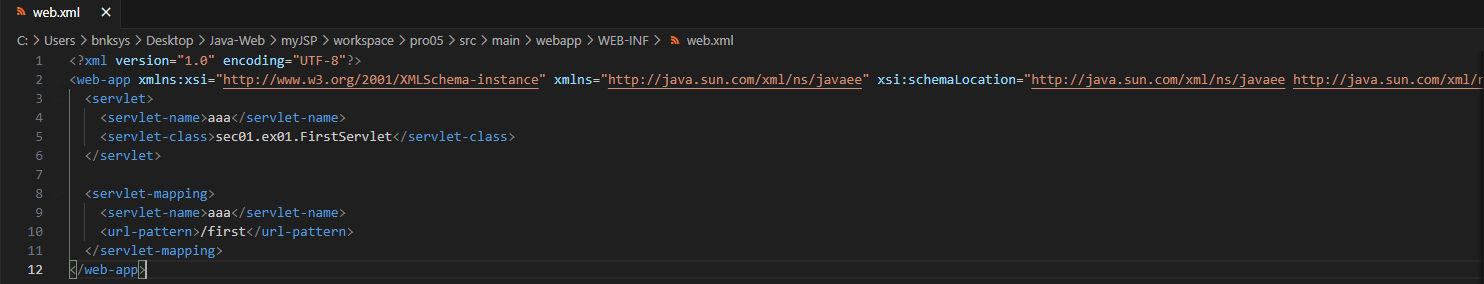 web.xml
C: > Users > bnksys > Desktop > Java-Web > myJSP > workspace > pro05 > src > main > webapp > WEB-INF > web.xml
1 <?xml version="1.0" encoding="UTF-8"?>
2 <web-app xmlns:xsi="http://www.w3.org/2001/XMLSchema-instance" xmlns="http://java.sun.com/xml/ns/javaee" xsi:schemaLocation="http://java.sun.com/xml/ns/javaee http://java.sun.com/xml/
3 <servlet>
4 <servlet-name>aaa</servlet-name>
5 <servlet-class>sec01.ex01.FirstServlet</servlet-class>
6 </servlet>
7
8 <servlet-mapping>
9 <servlet-name>aaa</servlet-name>
10 <url-pattern>/first</url-pattern>
11 </servlet-mapping>
12 </web-app>